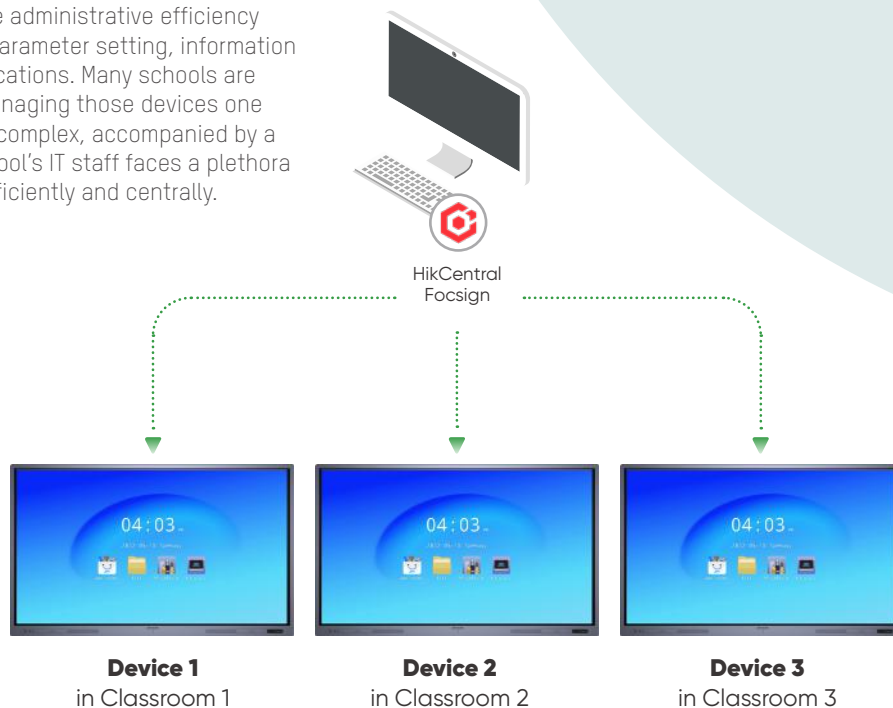 e administrative efficiency
arameter setting, information
cations. Many schools are
naging those devices one
complex, accompanied by a
ool's IT staff faces a plethora
ficiently and centrally.
HikCentral
Focsign
04:03
04:03
04:03
Device 1
in Classroom 1
Device 2
in Classroom 2
Device 3
in Classroom 3